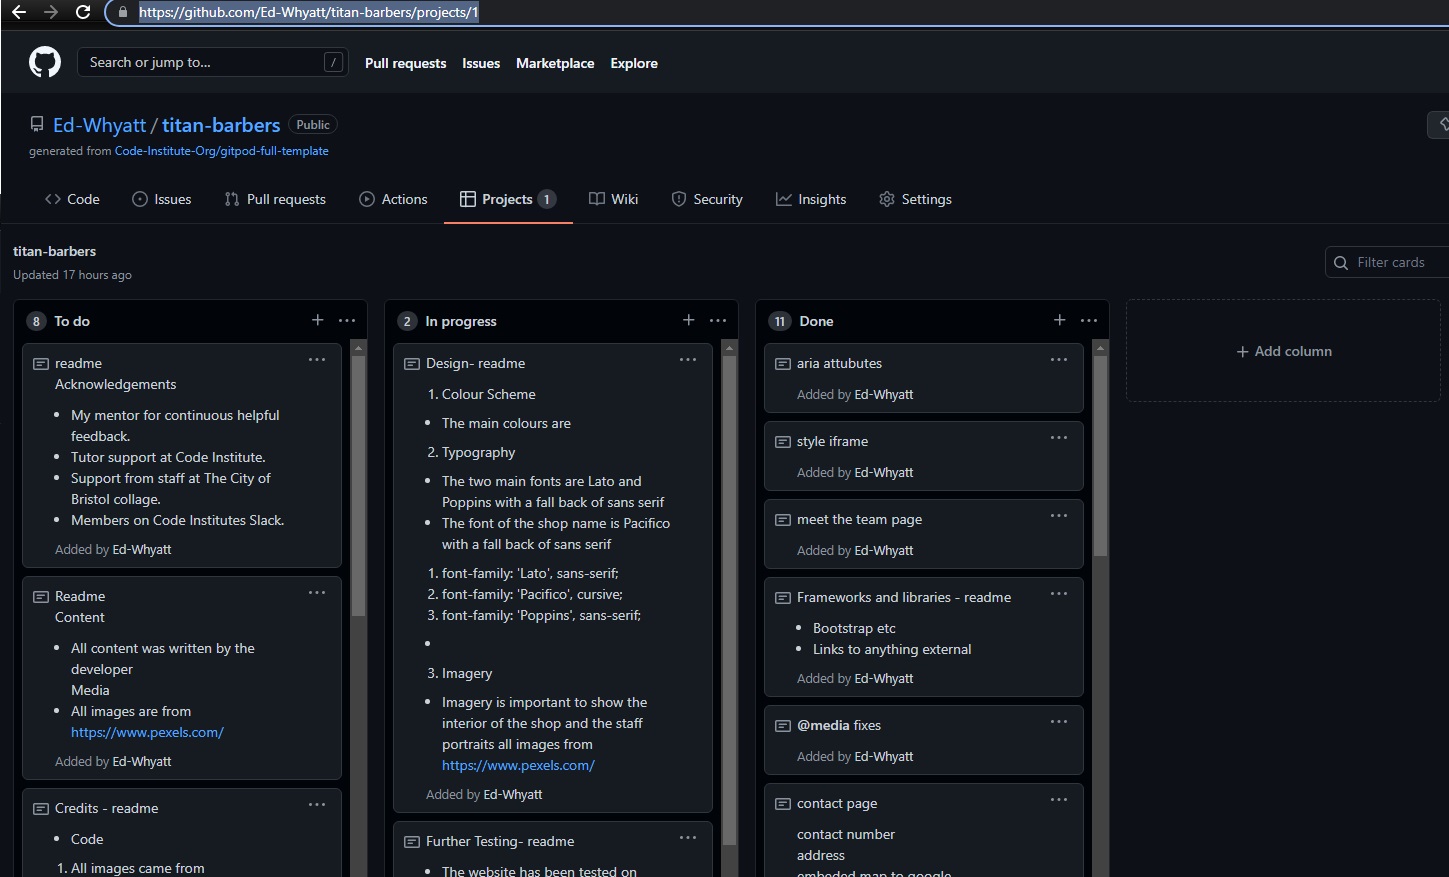 https://github.com/Ed-Whyatt/titan-barbers/projects/1
Search or jump to... /
Pull requests Issues Marketplace Explore
Ed-Whyatt / titan-barbers Public
generated from Code-Institute-Org/gitpod-full-template
Code Issues Pull requests Actions Projects 1 Wiki Security Insights Settings
titan-barbers
Updated 17 hours ago
Filter cards
8 To do
readme
Acknowledgements
My mentor for continuous helpful
feedback.
Tutor support at Code Institute.
Support from staff at The City of
Bristol collage.
Members on Code Institutes Slack.
Added by Ed-Whyatt
Readme
Content
All content was written by the
developer
Media
All images are from
https://www.pexels.com/
Added by Ed-Whyatt
Credits - readme
Code
1. All images came from
2 In progress
Design- readme
1. Colour Scheme
The main colours are
2. Typography
The two main fonts are Lato and
Poppins with a fall back of sans serif
The font of the shop name is Pacifico
with a fall back of sans serif
1. font-family: 'Lato', sans-serif;
2. font-family: 'Pacifico', cursive;
3. font-family: 'Poppins', sans-serif;
3. Imagery
Imagery is important to show the
interior of the shop and the staff
portraits all images from
https://www.pexels.com/
Added by Ed-Whyatt
Further Testing- readme
The website has been tested on
11 Done
aria attubutes
Added by Ed-Whyatt
style iframe
Added by Ed-Whyatt
meet the team page
Added by Ed-Whyatt
Frameworks and libraries - readme
Bootstrap etc
Links to anything external
Added by Ed-Whyatt
@media fixes
Added by Ed-Whyatt
contact page
contact number
address
embeded map to google
Add column